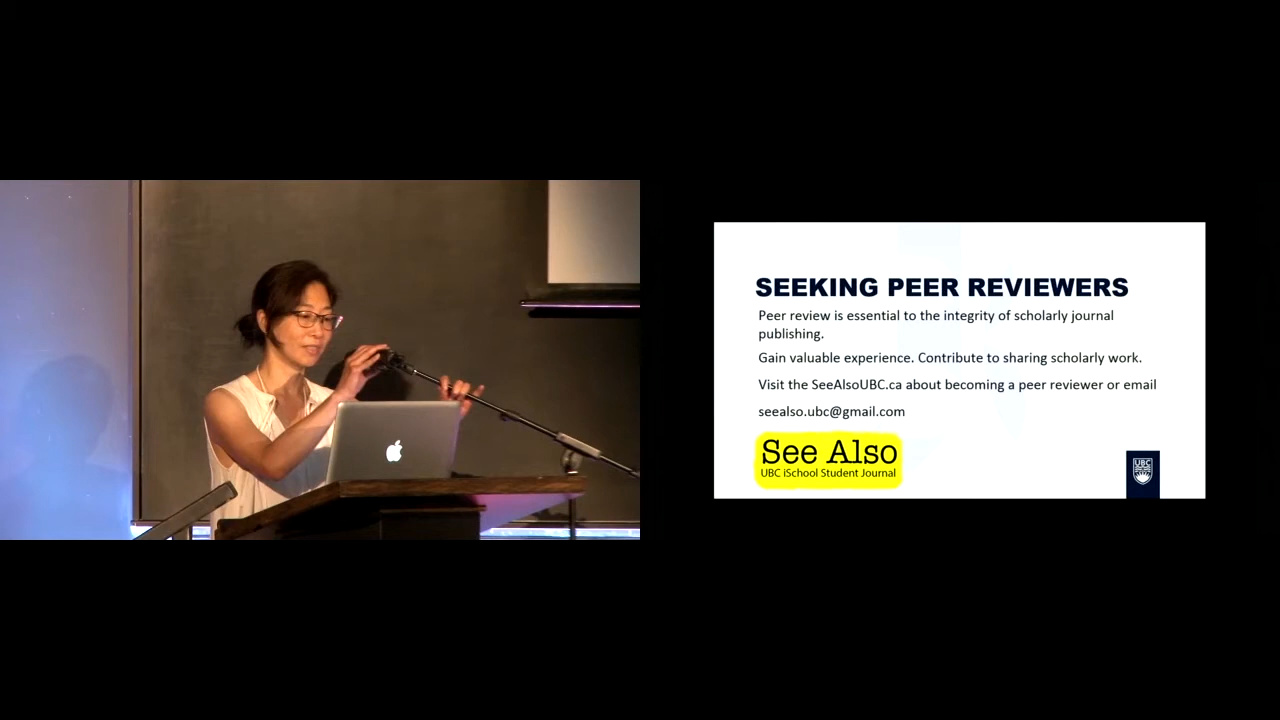 SEEKING PEER REVIEWERS
Peer review is essential to the integrity of scholarly journal
publishing.
Gain valuable experience. Contribute to sharing scholarly work.
Visit the SeeAlsoUBC.ca about becoming a peer reviewer or email
seealso.ubc@gmail.com
See Also
UBC iSchool Student Journal
UBC